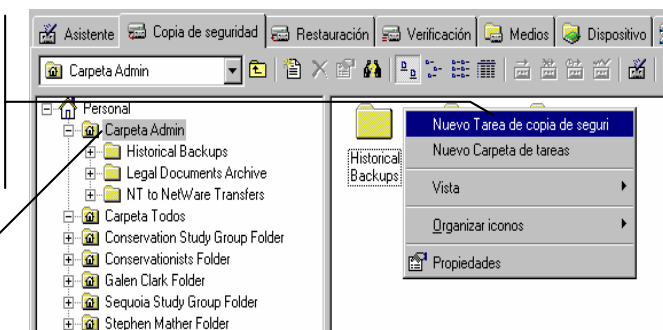 Asistente Copia de seguridad Restauración Verificación Medios Dispositivo
Carpeta Admin
Personal
Carpeta Admin
Historical Backups
Legal Documents Archive
NT to NetWare Transfers
Carpeta Todos
Conservation Study Group Folder
Conservationists Folder
Galen Clark Folder
Sequoia Study Group Folder
Stephen Mather Folder
Historical
Backups
Nuevo Tarea de copia de seguri
Nuevo Carpeta de tareas
Vista
Organizar iconos
Propiedades